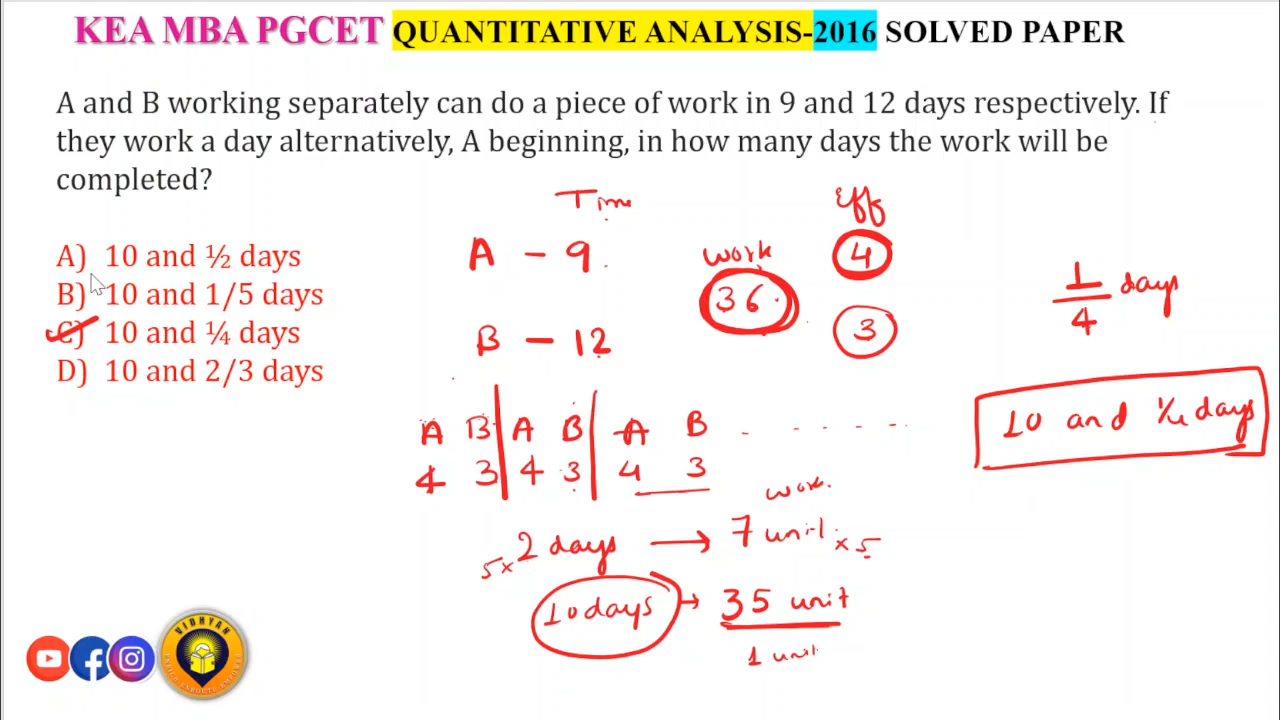 KEA MBA PGCET QUANTITATIVE ANALYSIS-2016 SOLVED PAPER
A and B working separately can do a piece of work in 9 and 12 days respectively. If
they work a day alternatively, A beginning, in how many days the work will be
completed?
A) 10 and ½ days
B) 10 and 1/5 days
C) 10 and ¼ days
D) 10 and 2/3 days
Time
Eff
A - 9
work
4
36
B - 12
3
1/4 days
A B | A B | A B - - - - - -
4 3 | 4 3 | 4 3
10 and ¼ days
work.
5× 2 days → 7 unit ×5
10 days → 35 unit
1 unit
VIDHYAN